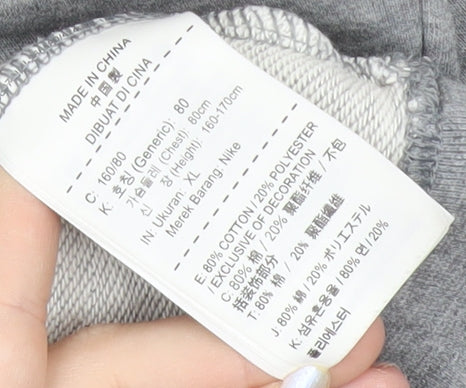 MADE IN CHINA
中国製
DIBUAT DI CINA
C: 160/80
K: 호칭 (Generic): 80
가슴둘레 (Chest): 80cm
신 장 (Height): 160-170cm
IN: Ukuran: XL
Merek Barang: Nike
E: 80% COTTON / 20% POLYESTER
EXCLUSIVE OF DECORATION
C: 80% 棉 / 20% 聚酯纤维 / 不包
括装饰部分
T: 80% 棉 / 20% 聚酯纖維
J: 80% 綿 / 20% ポリエステル
K: 섬유혼용율 / 80% 면 / 20%
폴리에스터